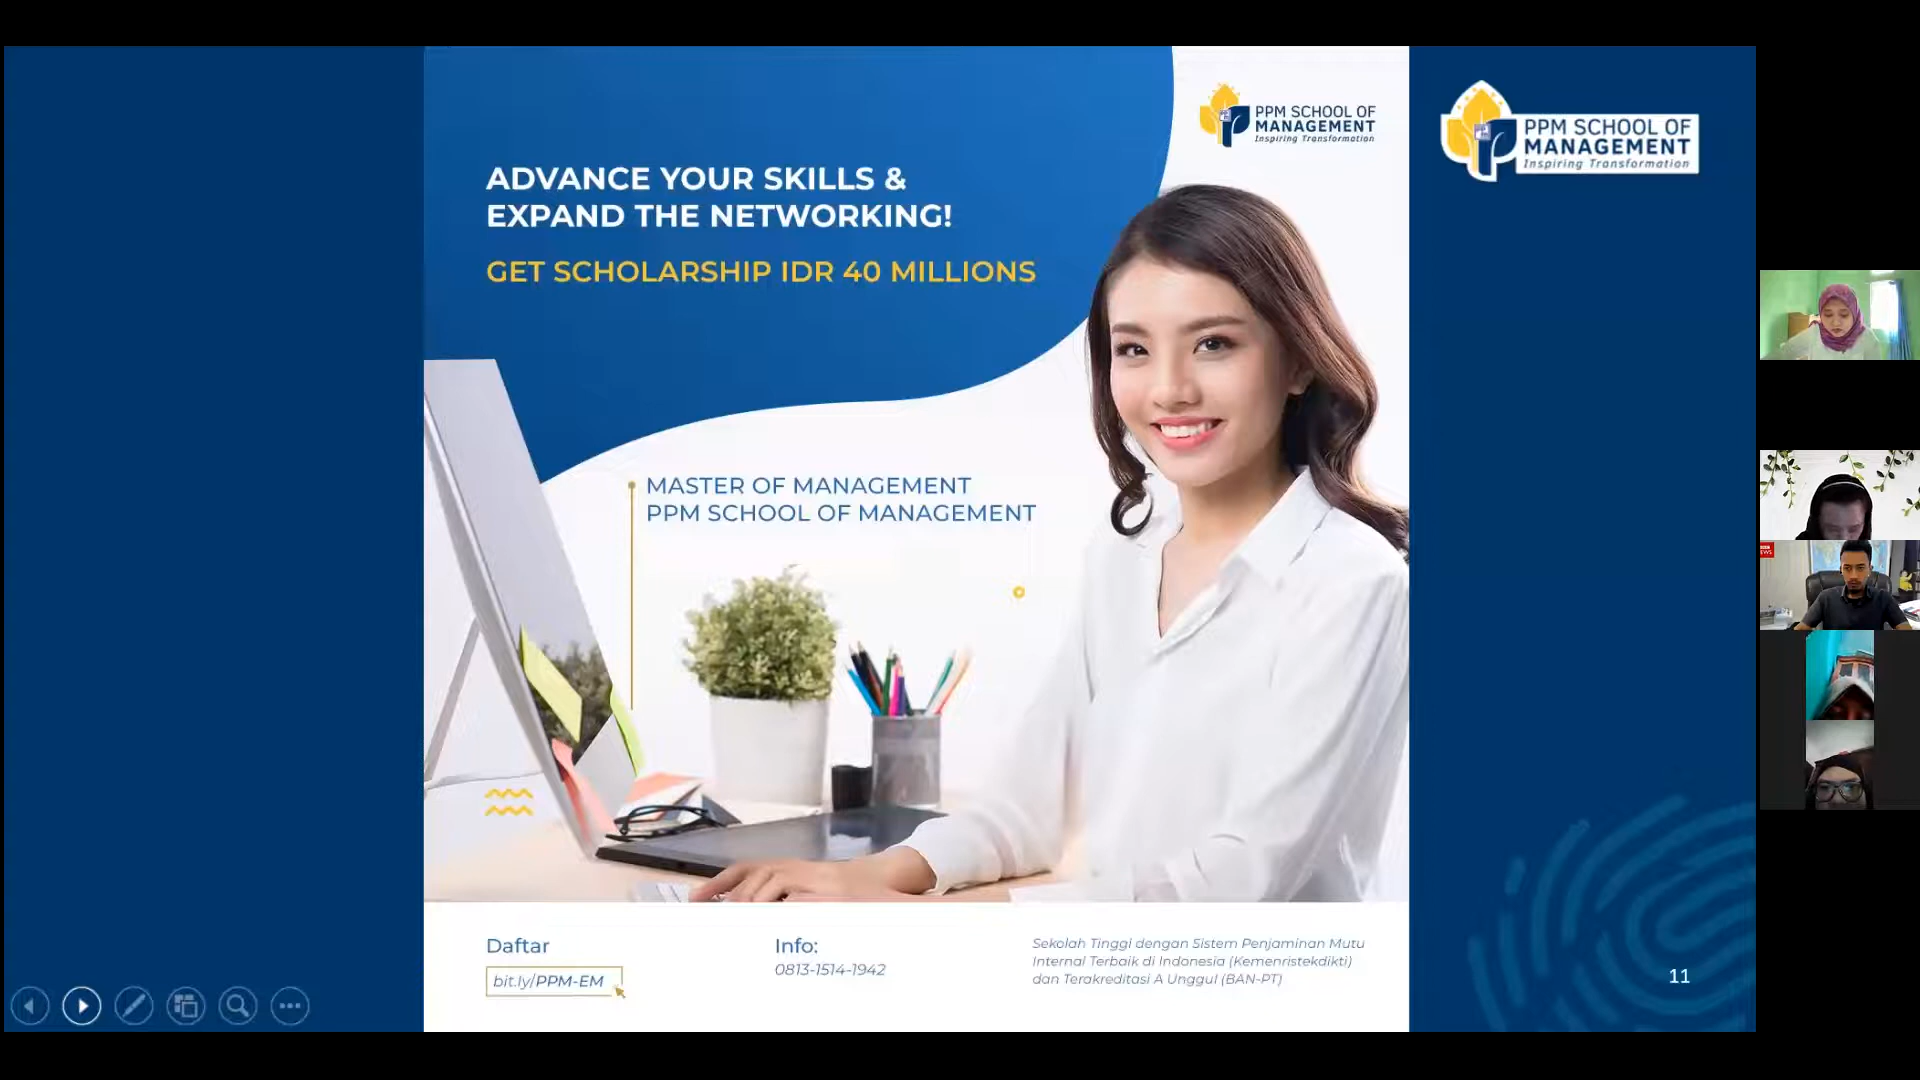 ADVANCE YOUR SKILLS &
EXPAND THE NETWORKING!
GET SCHOLARSHIP IDR 40 MILLIONS
PPM SCHOOL OF
MANAGEMENT
Inspiring Transformation
PPM SCHOOL OF
MANAGEMENT
Inspiring Transformation
MASTER OF MANAGEMENT
PPM SCHOOL OF MANAGEMENT
Daftar
bit.ly/PPM-EM
Info:
0813-1514-1942
Sekolah Tinggi dengan Sistem Penjaminan Mutu
Internal Terbaik di Indonesia (Kemenristekdikti)
dan Terakreditasi A Unggul (BAN-PT)
11